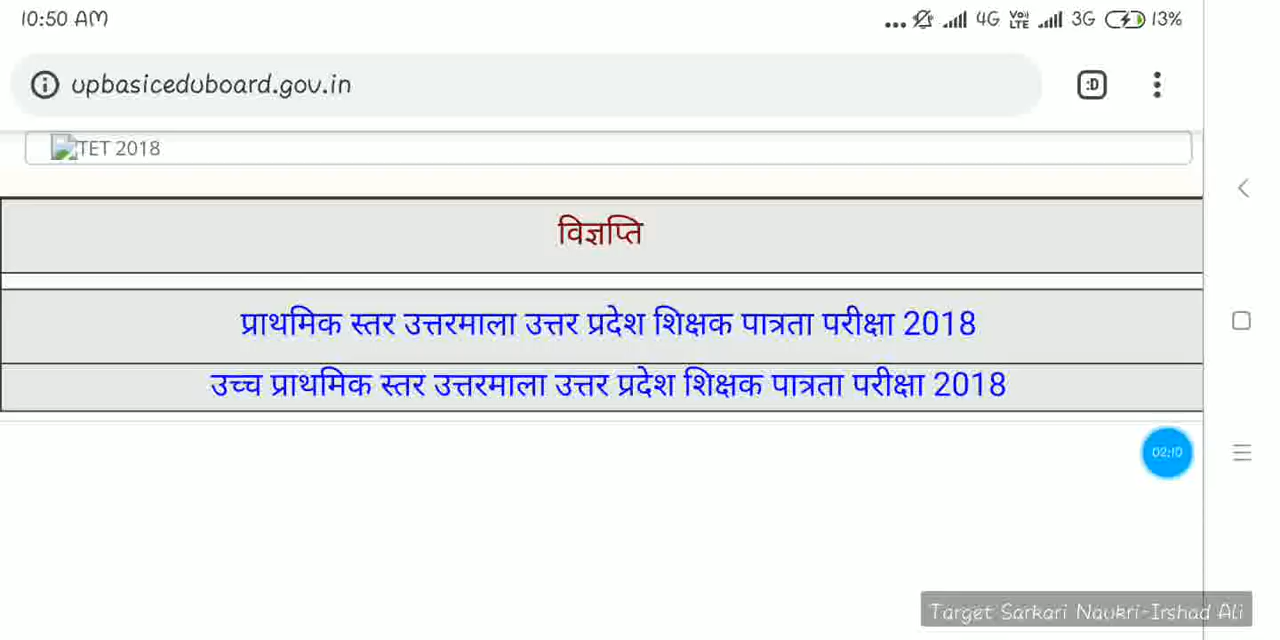 10:50 AM ... 4G VoLTE 3G 13%
upbasiceduboard.gov.in :D
TET 2018
विज्ञप्ति
प्राथमिक स्तर उत्तरमाला उत्तर प्रदेश शिक्षक पात्रता परीक्षा 2018
उच्च प्राथमिक स्तर उत्तरमाला उत्तर प्रदेश शिक्षक पात्रता परीक्षा 2018
02:10
Target Sarkari Naukri-Irshad Ali